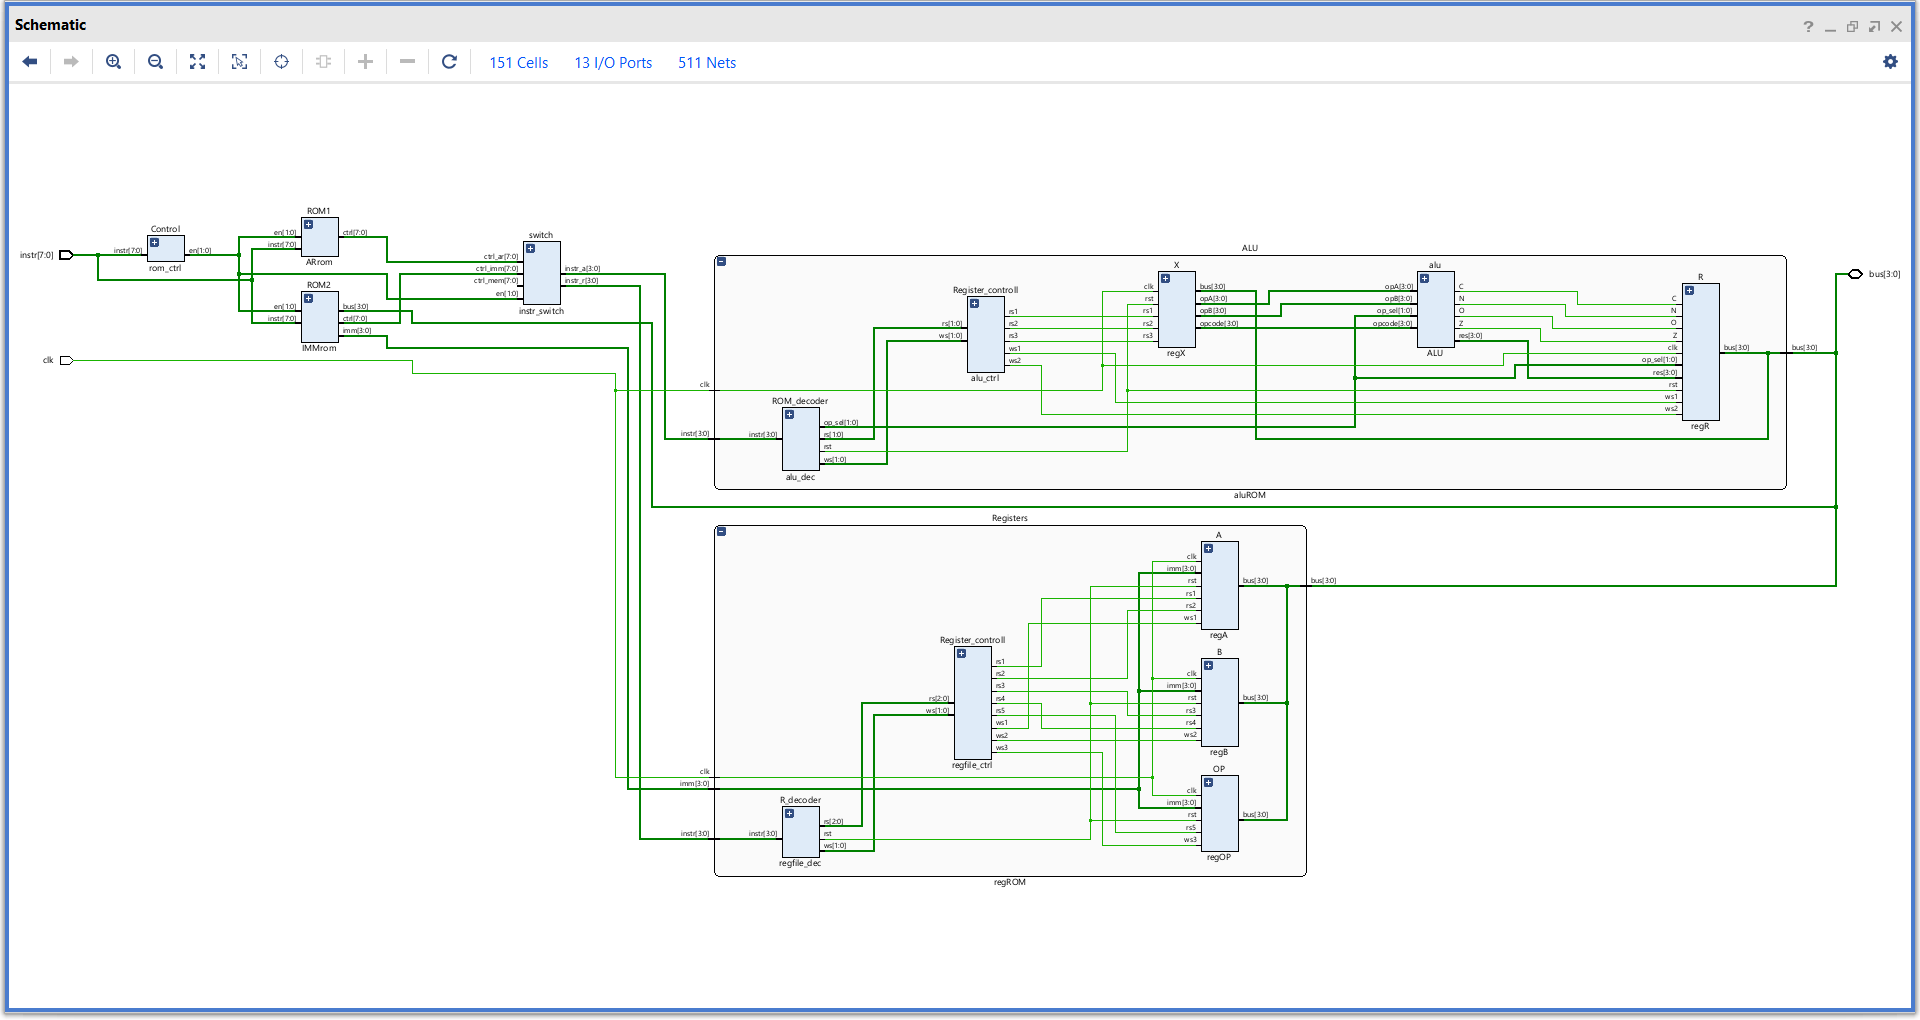 Schematic
151 Cells 13 I/O Ports 511 Nets
instr[7:0]
clk
Control
instr[7:0] en[1:0]
rom_ctrl
ROM1
en[1:0] ctrl[7:0]
instr[7:0]
ARrom
ROM2
en[1:0] bus[3:0]
instr[7:0] ctrl[7:0]
imm[3:0]
IMMrom
switch
ctrl_ar[7:0]
ctrl_imm[7:0] instr_a[3:0]
ctrl_mem[7:0] instr_r[3:0]
en[1:0]
instr_switch
ALU
clk
instr[3:0]
ROM_decoder
instr[3:0] op_sel[1:0]
rs[1:0]
rst
ws[1:0]
alu_dec
Register_controll
rs[1:0] rs1
ws[1:0] rs2
rs3
ws1
ws2
alu_ctrl
X
clk bus[3:0]
rst opA[3:0]
rs1 opB[3:0]
rs2 opcode[3:0]
rs3
regX
alu
opA[3:0] C
opB[3:0] N
op_sel[1:0] O
opcode[3:0] Z
res[3:0]
ALU
R
C
N
O
Z
clk bus[3:0]
op_sel[1:0]
res[3:0]
rst
ws1
ws2
regR
bus[3:0]
bus[3:0]
aluROM
Registers
clk
imm[3:0]
instr[3:0]
R_decoder
instr[3:0] rs[2:0]
rst
ws[1:0]
regfile_dec
Register_controll
rs1
rs2
rs3
rs[2:0] rs4
ws[1:0] rs5
ws1
ws2
ws3
regfile_ctrl
A
clk
imm[3:0]
rst bus[3:0]
rs1
rs2
ws1
regA
B
clk
imm[3:0]
rst bus[3:0]
rs3
rs4
ws2
regB
OP
clk
imm[3:0]
rst bus[3:0]
rs5
ws3
regOP
bus[3:0]
regROM